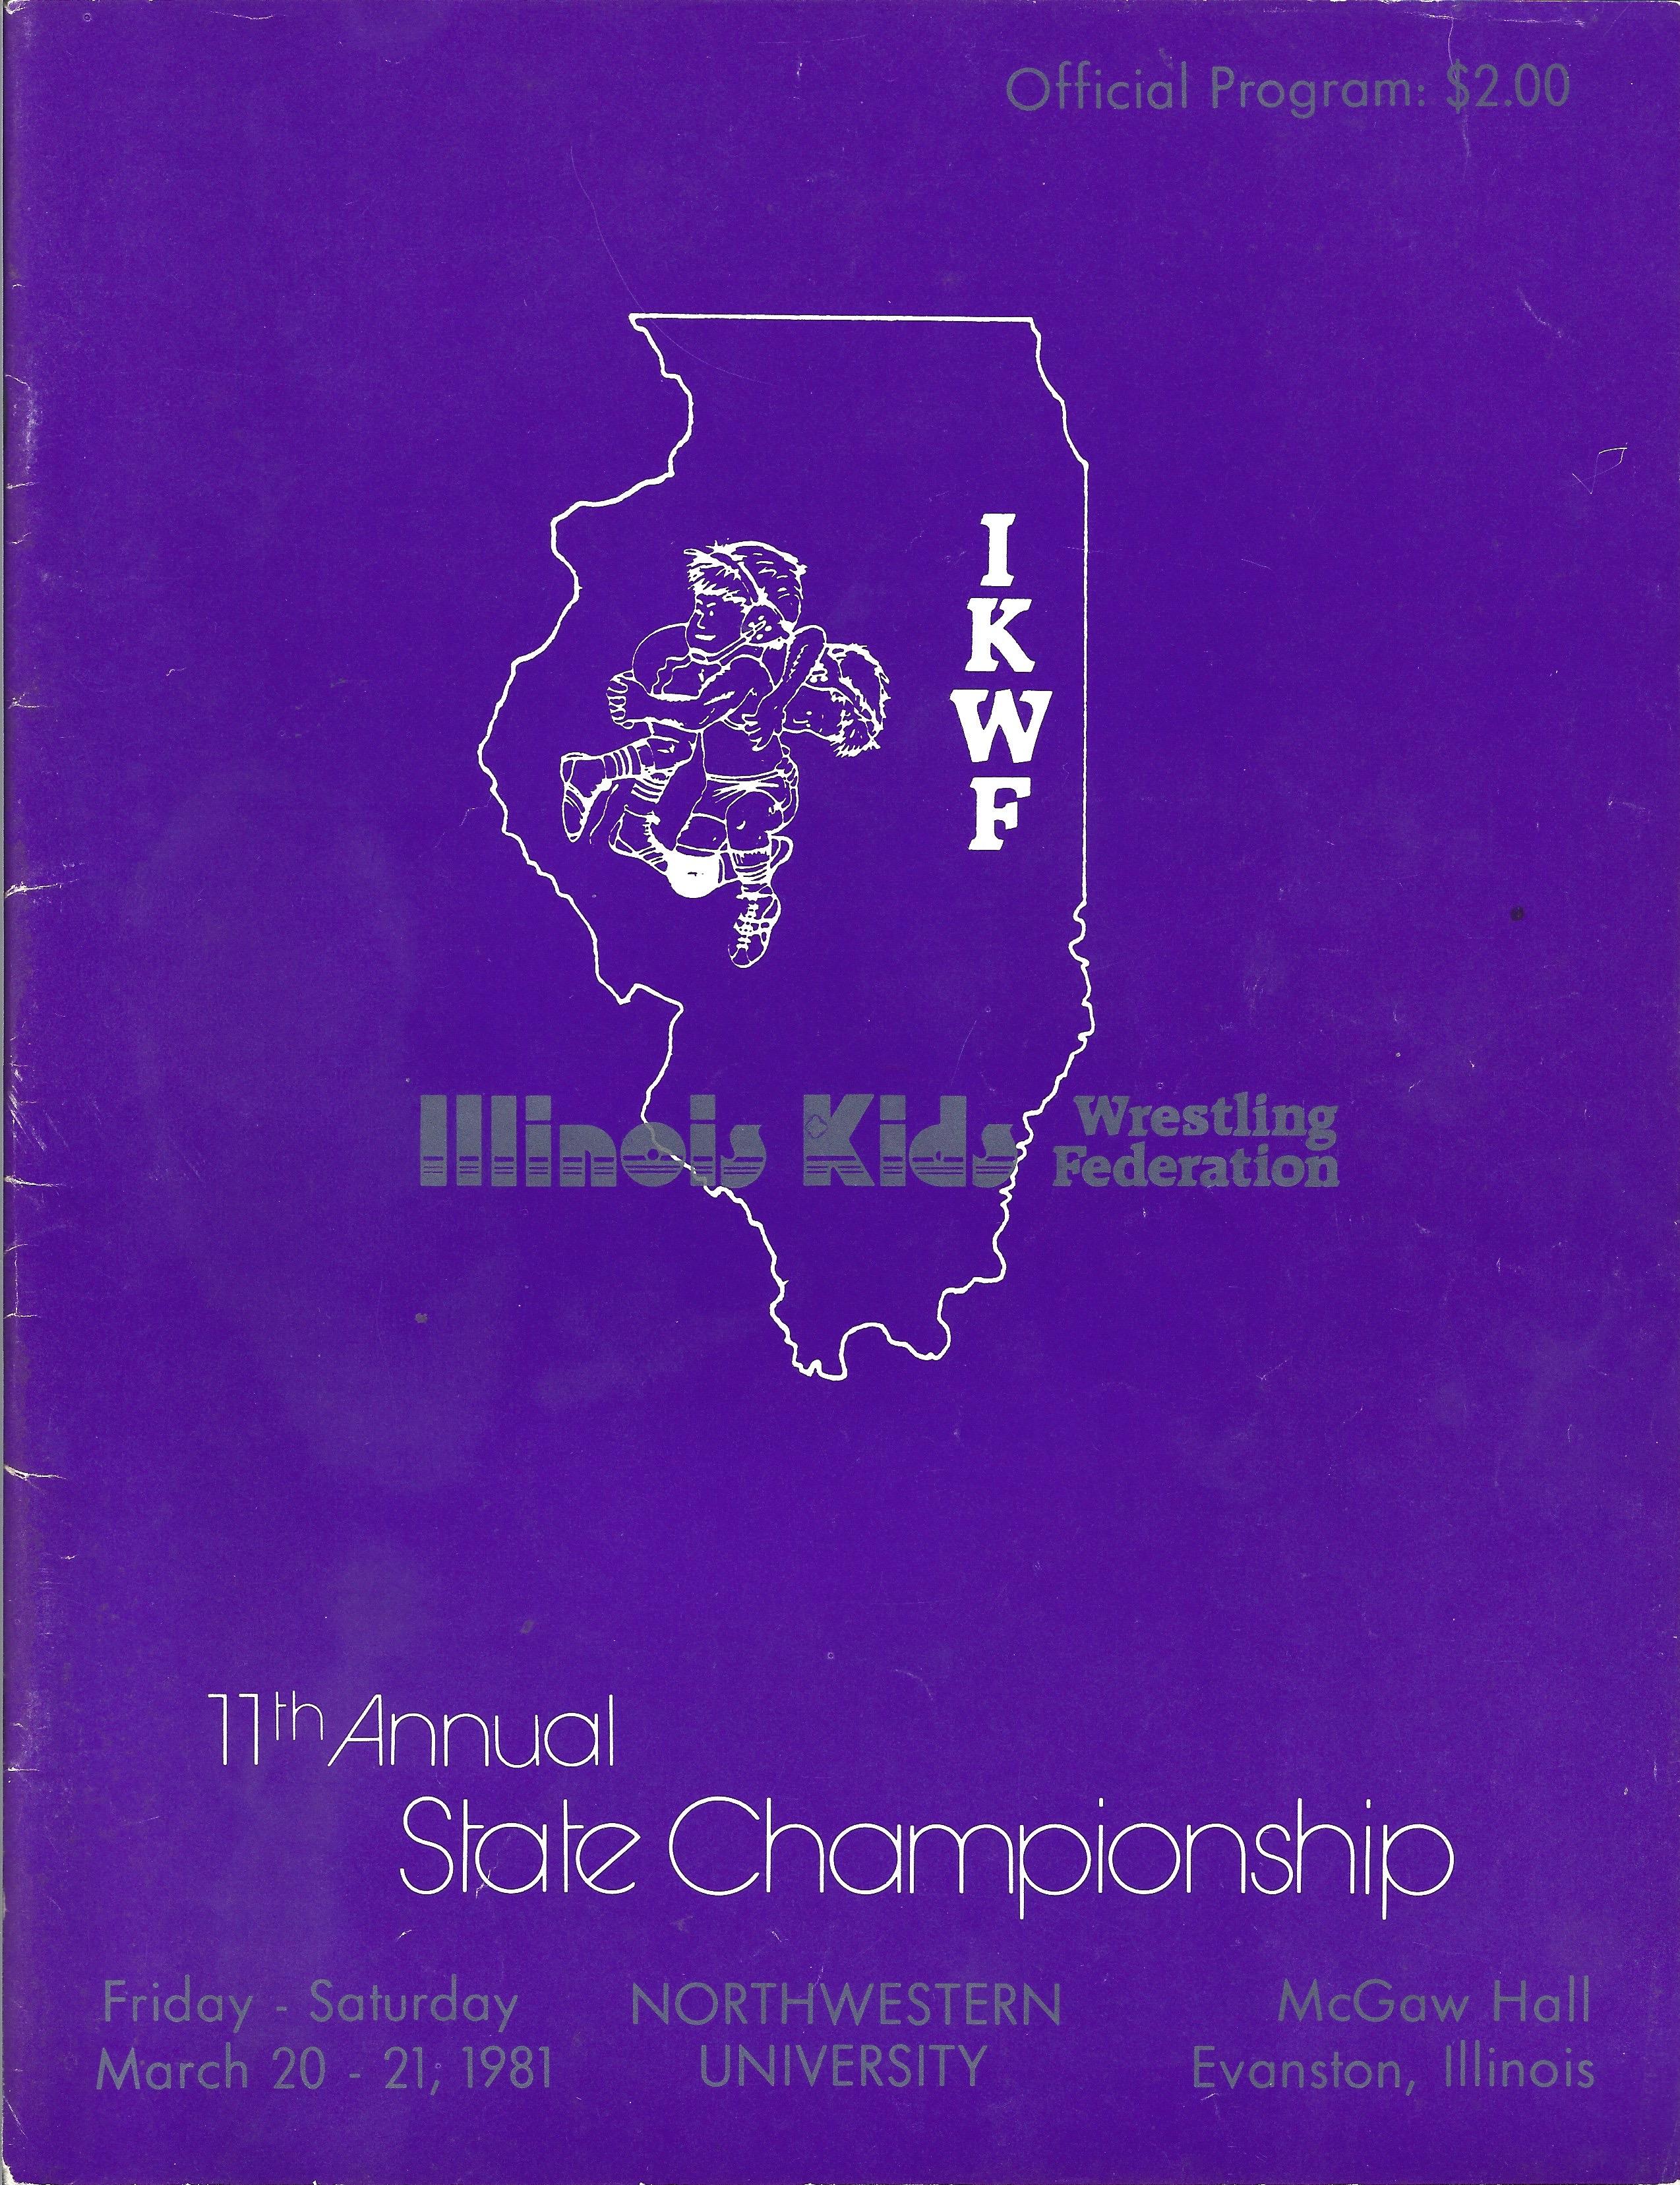 Official Program: $2.00
I
K
W
F
Illinois Kids Wrestling
Federation
11th Annual
State Championship
Friday - Saturday
March 20 - 21, 1981
NORTHWESTERN
UNIVERSITY
McGaw Hall
Evanston, Illinois